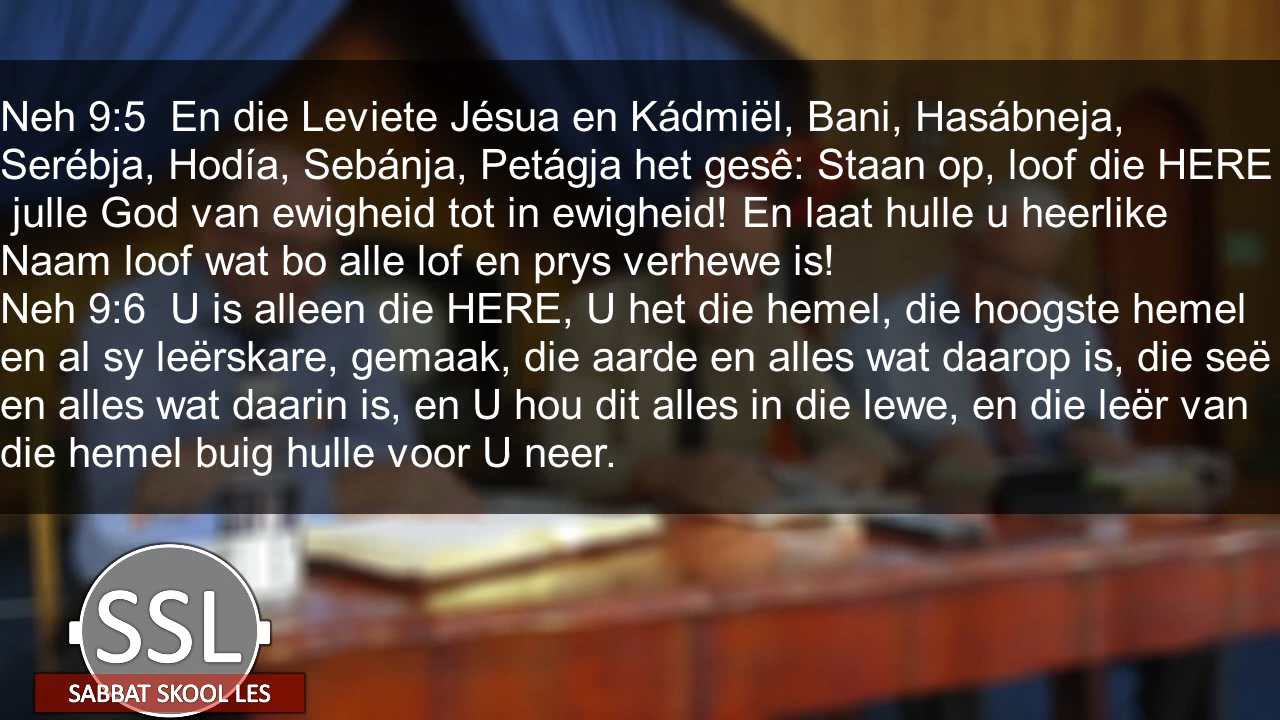 Neh 9:5  En die Leviete Jésua en Kádmiël, Bani, Hasábneja,
Serébja, Hodía, Sebánja, Petágja het gesê: Staan op, loof die HERE
julle God van ewigheid tot in ewigheid! En laat hulle u heerlike
Naam loof wat bo alle lof en prys verhewe is!
Neh 9:6  U is alleen die HERE, U het die hemel, die hoogste hemel
en al sy leërskare, gemaak, die aarde en alles wat daarop is, die seë
en alles wat daarin is, en U hou dit alles in die lewe, en die leër van
die hemel buig hulle voor U neer.
SSL
SABBAT SKOOL LES